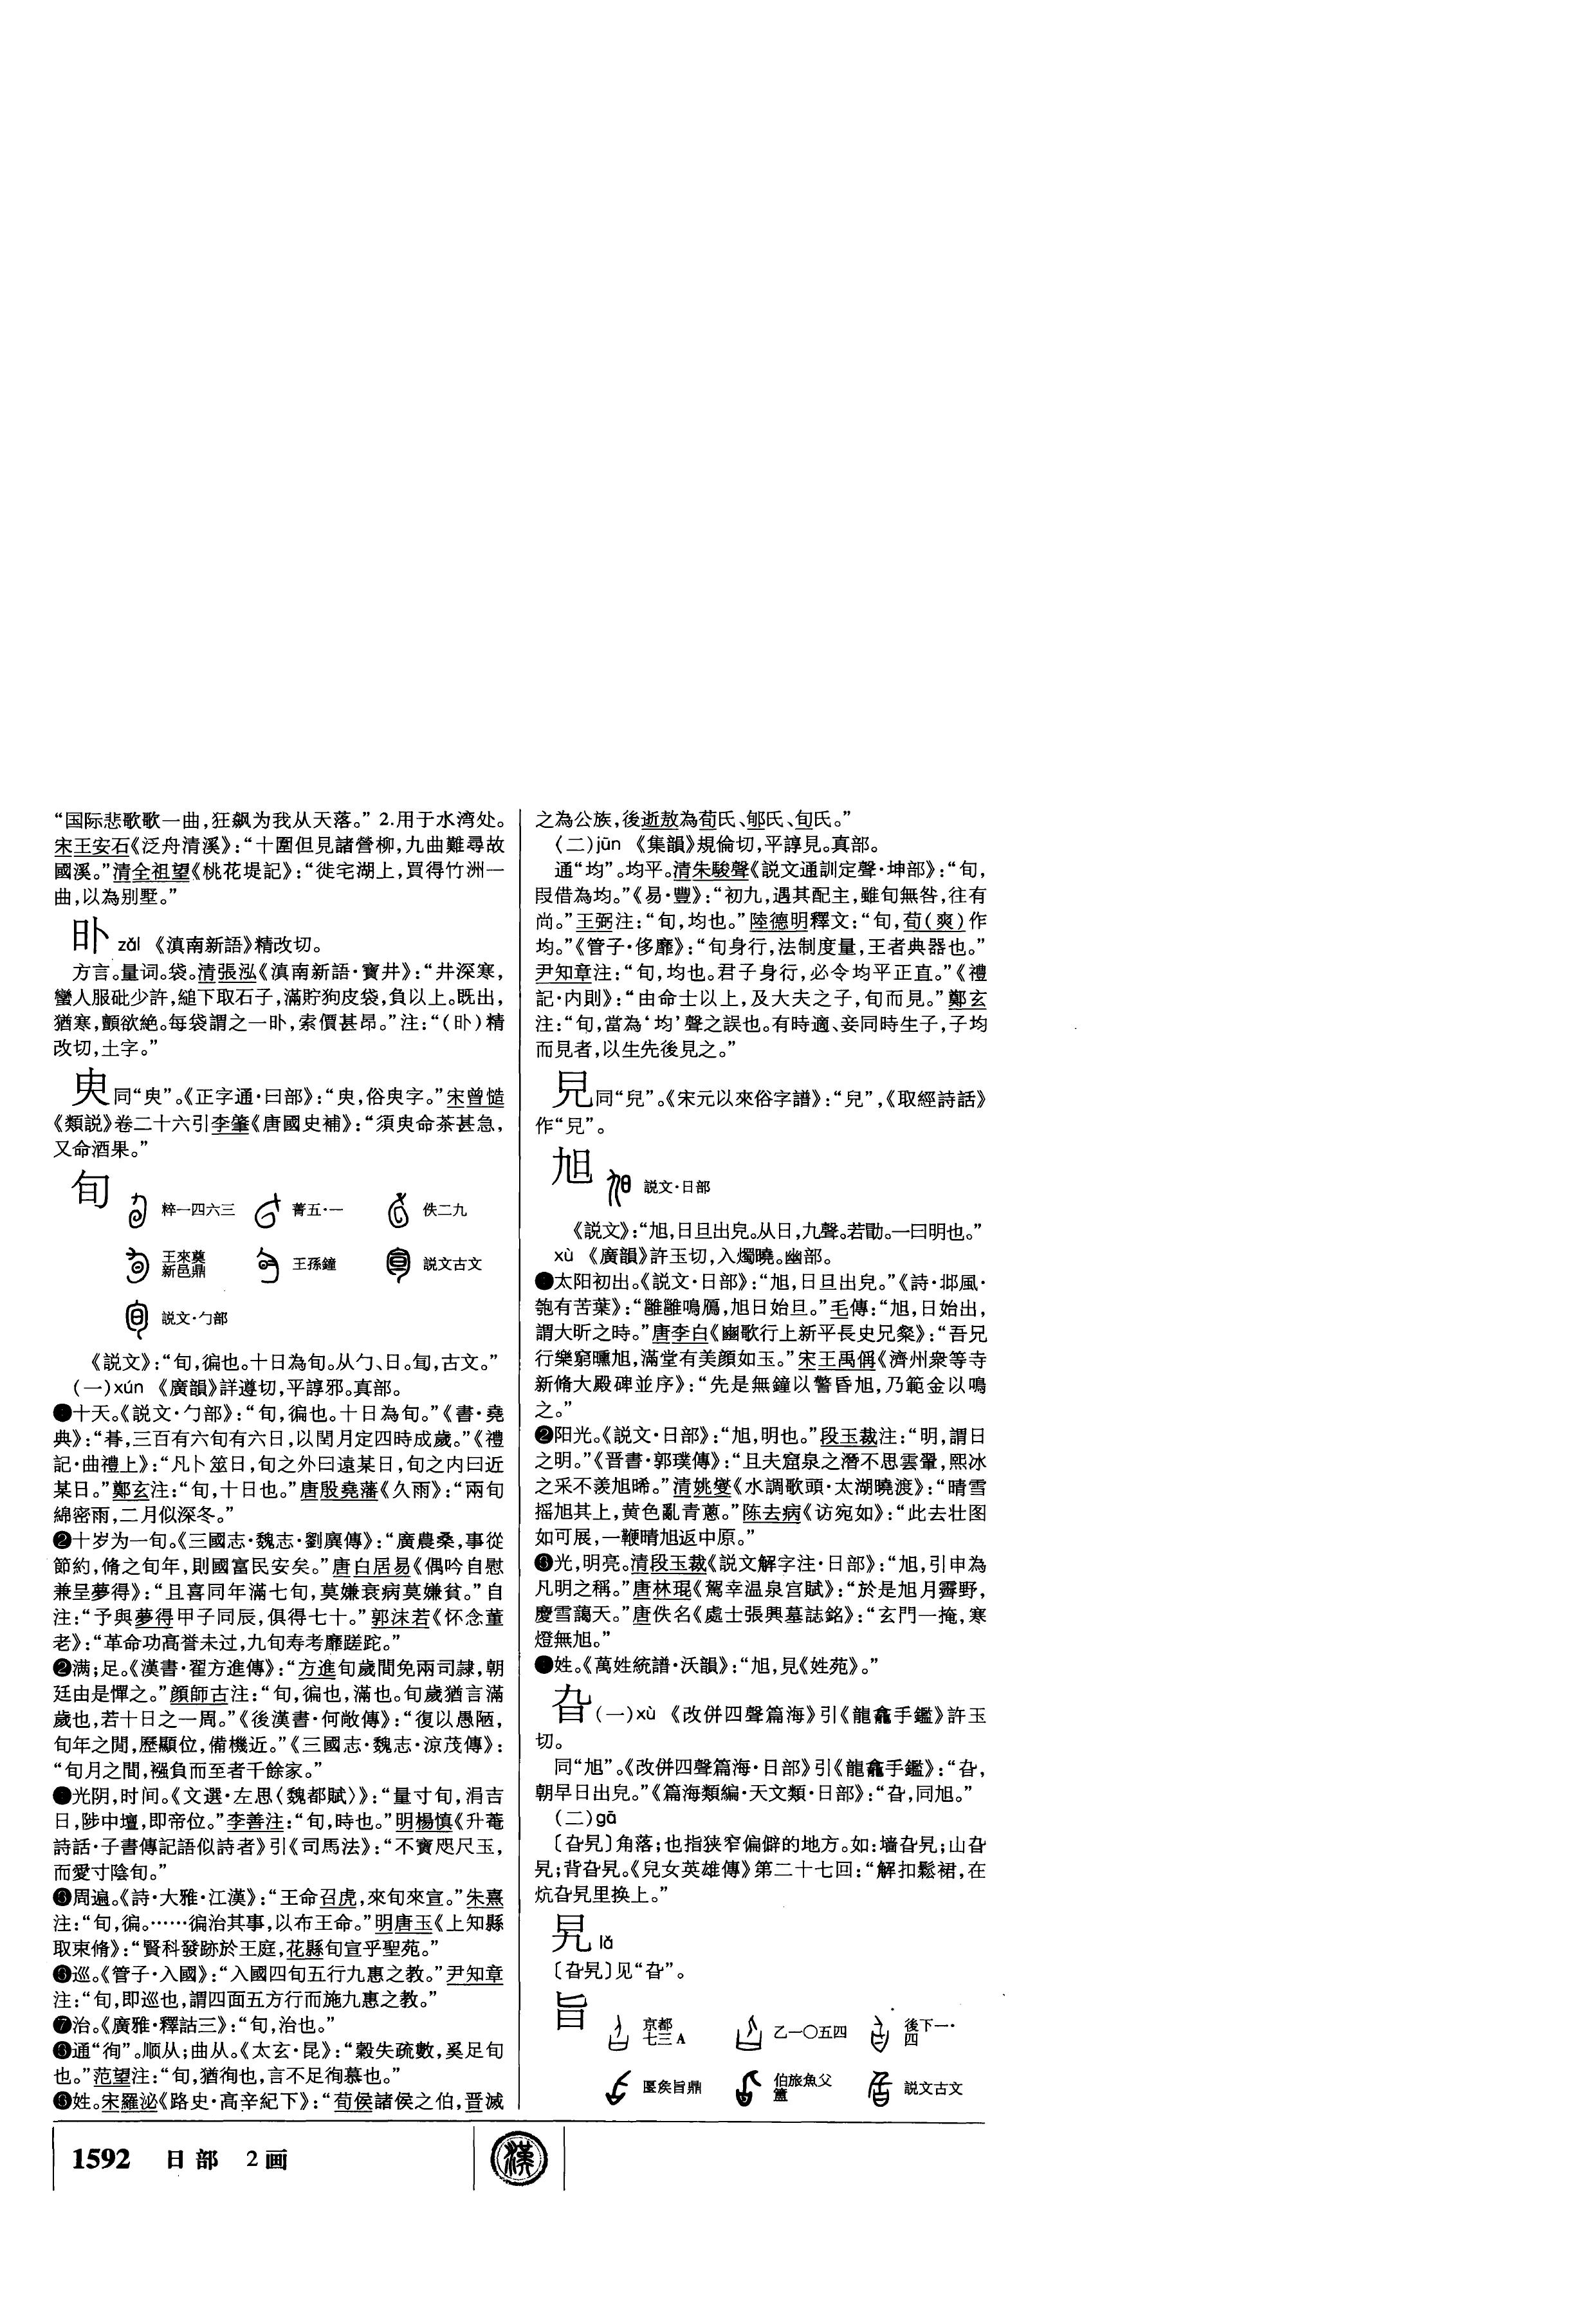 “国际悲歌歌一曲,狂飙为我从天落。” 2.用于水湾处。
宋王安石《泛舟清溪》:“十圍但見諸營柳,九曲難尋故
國溪。”清全祖望《桃花堤記》:“徙宅湖上,買得竹洲一
曲,以為别墅。”
zǎi 《滇南新語》精改切。
方言。量词。袋。清張泓《滇南新語·寶井》:“井深寒,
蠻人服砒少許,縋下取石子,滿貯狗皮袋,負以上。既出,
猶寒,顫欲絶。每袋謂之一,索價甚昂。”注:“()精
改切,土字。”
同“臾”。《正字通·曰部》:“,俗臾字。”宋曾慥
《類説》卷二十六引李肇《唐國史補》:“須命茶甚急,
又命酒果。”
旬 粹一四六三 菁五·一 佚二九
王來奠新邑鼎 王孫鐘 説文古文
説文·勹部
《説文》:“旬,徧也。十日為旬。从勹、日。,古文。”
(一)xún 《廣韻》詳遵切,平諄邪。真部。
❶十天。《説文·勹部》:“旬,徧也。十日為旬。”《書·堯
典》:“朞,三百有六旬有六日,以閏月定四時成歲。”《禮
記·曲禮上》:“凡卜筮日,旬之外曰遠某日,旬之内曰近
某日。”鄭玄注:“旬,十日也。”唐殷堯藩《久雨》:“兩旬
綿密雨,二月似深冬。”
❷十岁为一旬。《三國志·魏志·劉廙傳》:“廣農桑,事從
節約,脩之旬年,則國富民安矣。”唐白居易《偶吟自慰
兼呈夢得》:“且喜同年滿七旬,莫嫌衰病莫嫌貧。”自
注:“予與夢得甲子同辰,俱得七十。”郭沫若《怀念董
老》:“革命功高誉未过,九旬寿考靡蹉跎。”
满;足。《漢書·翟方進傳》:“方進旬歲間免兩司隷,朝
廷由是憚之。”顔師古注:“旬,徧也,滿也。旬歲猶言滿
歲也,若十日之一周。”《後漢書·何敞傳》:“復以愚陋,
旬年之閒,歷顯位,備機近。”《三國志·魏志·涼茂傳》:
“旬月之間,襁負而至者千餘家。”
光阴,时间。《文選·左思〈魏都賦〉》:“量寸旬,涓吉
日,陟中壇,即帝位。”李善注:“旬,時也。”明楊慎《升菴
詩話·子書傳記語似詩者》引《司馬法》:“不寳咫尺玉,
而愛寸陰旬。”
周遍。《詩·大雅·江漢》:“王命召虎,來旬來宣。”朱熹
注:“旬,徧。……徧治其事,以布王命。”明唐玉《上知縣
取束脩》:“賢科發跡於王庭,花縣旬宣乎聖苑。”
❻巡。《管子·入國》:“入國四旬五行九惠之教。”尹知章
注:“旬,即巡也,謂四面五方行而施九惠之教。”
❼治。《廣雅·釋詁三》:“旬,治也。”
通“徇”。顺从;曲从。《太玄·昆》:“穀失疏數,奚足旬
也。”范望注:“旬,猶徇也,言不足徇慕也。”
姓。宋羅泌《路史·高辛紀下》:“荀侯諸侯之伯,晋滅
之為公族,後逝敖為荀氏、郇氏、旬氏。”
(二)jūn 《集韻》規倫切,平諄見。真部。
通“均”。均平。清朱駿聲《説文通訓定聲·坤部》:“旬,
叚借為均。”《易·豐》:“初九,遇其配主,雖旬無咎,往有
尚。”王弼注:“旬,均也。”陸德明釋文:“旬,荀(爽)作
均。”《管子·侈靡》:“旬身行,法制度量,王者典器也。”
尹知章注:“旬,均也。君子身行,必令均平正直。”《禮
記·内則》:“由命士以上,及大夫之子,旬而見。”鄭玄
注:“旬,當為‘均’聲之誤也。有時適、妾同時生子,子均
而見者,以生先後見之。”
同“兒”。《宋元以來俗字譜》:“兒”,《取經詩話》
作“”。
旭 説文·日部
《説文》:“旭,日旦出皃。从日,九聲。若勖。一曰明也。”
xù 《廣韻》許玉切,入燭曉。幽部。
❶太阳初出。《説文·日部》:“旭,日旦出皃。”《詩·邶風·
匏有苦葉》:“雝雝鳴鴈,旭日始旦。”毛傳:“旭,日始出,
謂大昕之時。”唐李白《豳歌行上新平長史兄粲》:“吾兄
行樂窮曛旭,滿堂有美顔如玉。”宋王禹偁《濟州衆等寺
新脩大殿碑並序》:“先是無鐘以警昏旭,乃範金以鳴
之。”
❷阳光。《説文·日部》:“旭,明也。”段玉裁注:“明,謂日
之明。”《晋書·郭璞傳》:“且夫窟泉之潛不思雲翬,熙冰
之采不羨旭晞。”清姚燮《水調歌頭·太湖曉渡》:“晴雪
摇旭其上,黄色亂青蔥。”陈去病《访宛如》:“此去壮图
如可展,一鞭晴旭返中原。”
❸光,明亮。清段玉裁《説文解字注·日部》:“旭,引申為
凡明之稱。”唐林琨《駕幸温泉宫賦》:“於是旭月霽野,
慶雪藹天。”唐佚名《處士張興墓誌銘》:“玄門一掩,寒
燈無旭。”
姓。《萬姓統譜·沃韻》:“旭,見《姓苑》。”
旮(一)xù 《改併四聲篇海》引《龍龕手鑑》許玉
切。
同“旭”。《改併四聲篇海·日部》引《龍龕手鑑》:“旮,
朝早日出皃。”《篇海類編·天文類·日部》:“旮,同旭。”
(二)gā
〔旮旯〕角落;也指狭窄偏僻的地方。如:墙旮旯;山旮
旯;背旮旯。《兒女英雄傳》第二十七回:“解扣鬆裙,在
炕旮旯里换上。”
旯 lá
〔旮旯〕见“旮”。
旨 京都七三A 乙一〇五四 後下一·四
匽矦旨鼎 伯旅魚父簠 説文古文
1592 日部 2画
漢